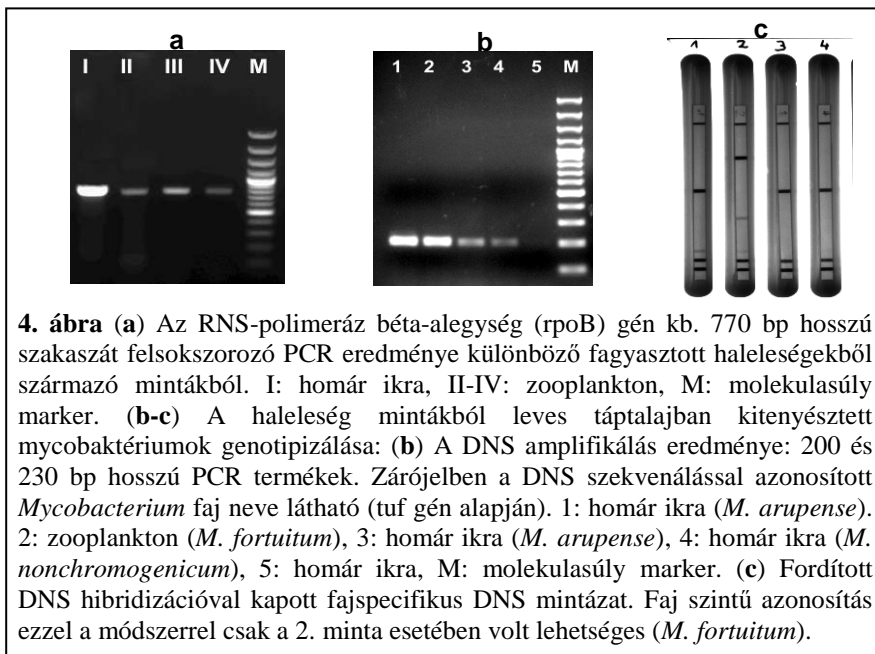 a
I II III IV M
b
1 2 3 4 5 M
c
1 2 3 4
4. ábra (a) Az RNS-polimeráz béta-alegység (rpoB) gén kb. 770 bp hosszú
szakaszát felsokszorozó PCR eredménye különböző fagyasztott haleleségekből
származó mintákból. I: homár ikra, II-IV: zooplankton, M: molekulasúly
marker. (b-c) A haleleség mintákból leves táptalajban kitenyésztett
mycobaktériumok genotipizálása: (b) A DNS amplifikálás eredménye: 200 és
230 bp hosszú PCR termékek. Zárójelben a DNS szekvenálással azonosított
Mycobacterium faj neve látható (tuf gén alapján). 1: homár ikra (M. arupense).
2: zooplankton (M. fortuitum), 3: homár ikra (M. arupense), 4: homár ikra (M.
nonchromogenicum), 5: homár ikra, M: molekulasúly marker. (c) Fordított
DNS hibridizációval kapott fajspecifikus DNS mintázat. Faj szintű azonosítás
ezzel a módszerrel csak a 2. minta esetében volt lehetséges (M. fortuitum).